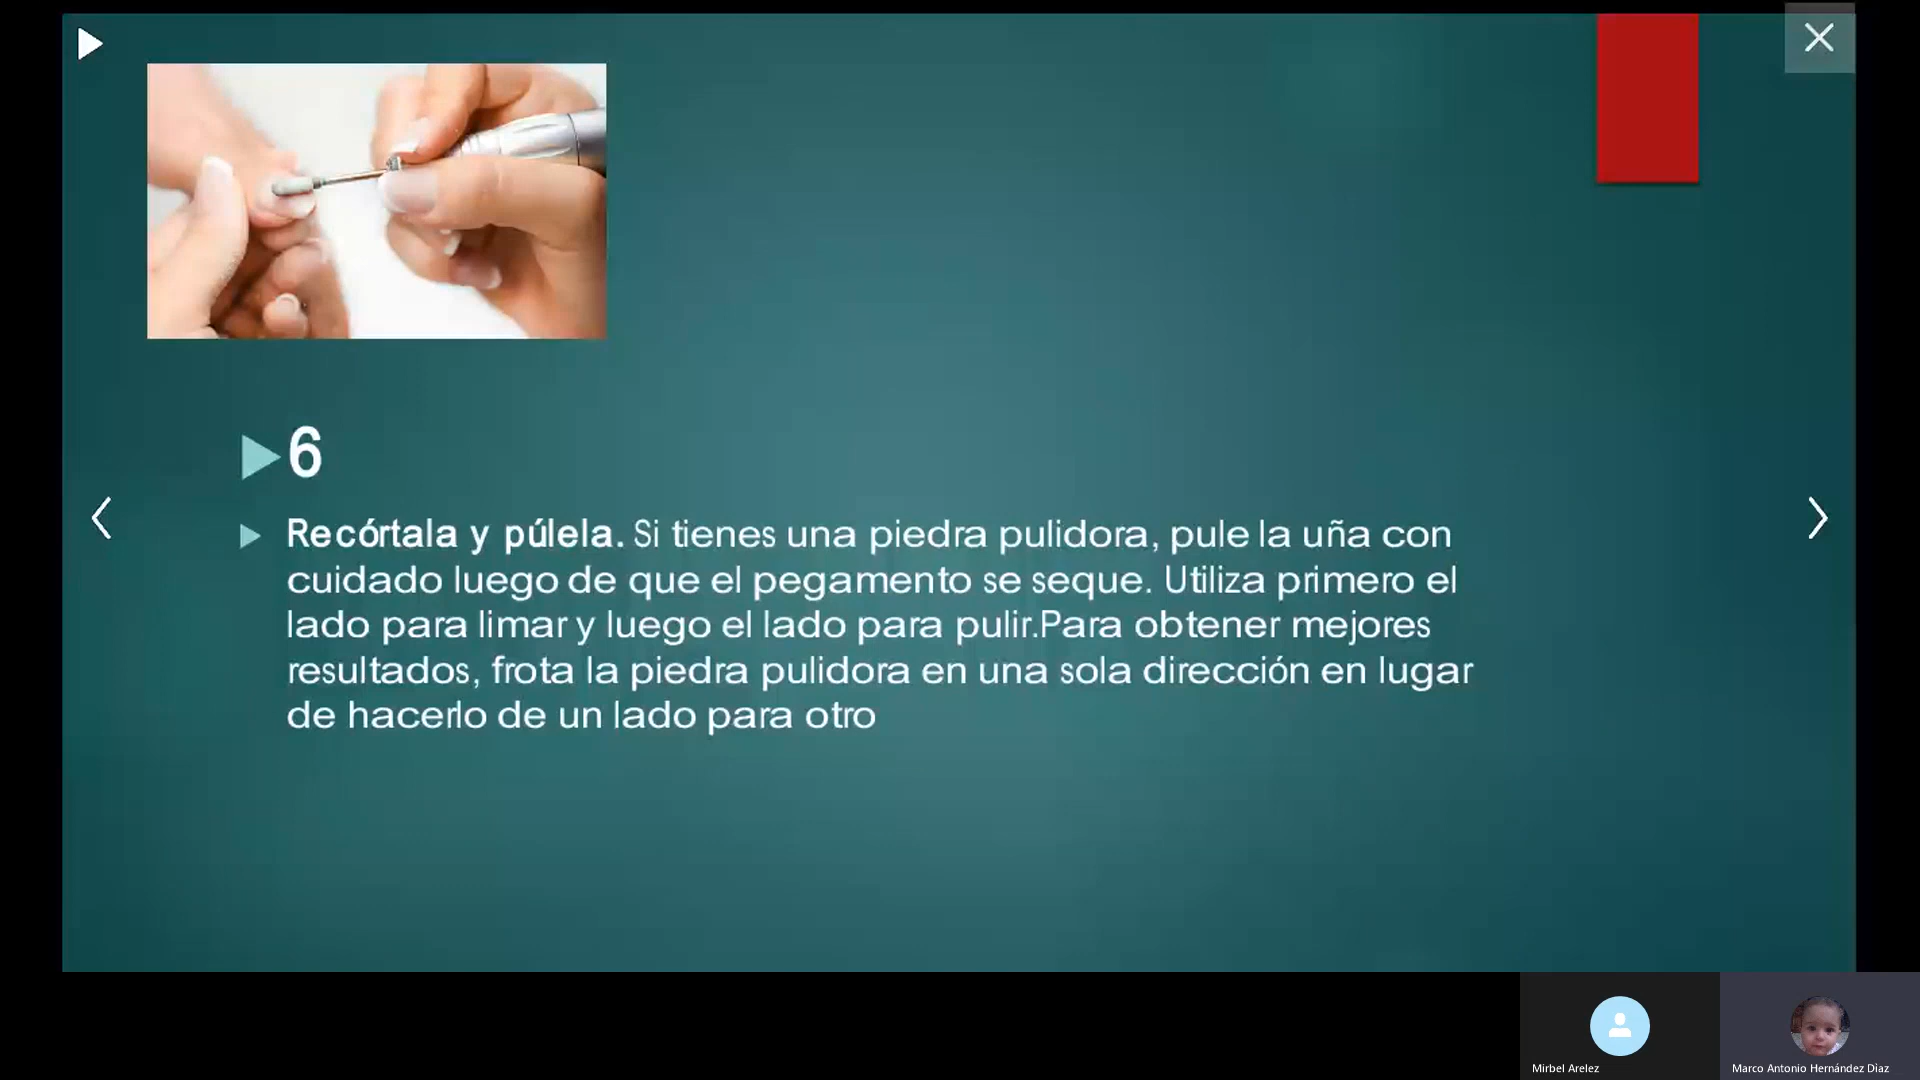 6
Recórtala y púlela. Si tienes una piedra pulidora, pule la uña con
cuidado luego de que el pegamento se seque. Utiliza primero el
lado para limar y luego el lado para pulir.Para obtener mejores
resultados, frota la piedra pulidora en una sola dirección en lugar
de hacerlo de un lado para otro
Mirbel Arelez
Marco Antonio Hernández Dìaz